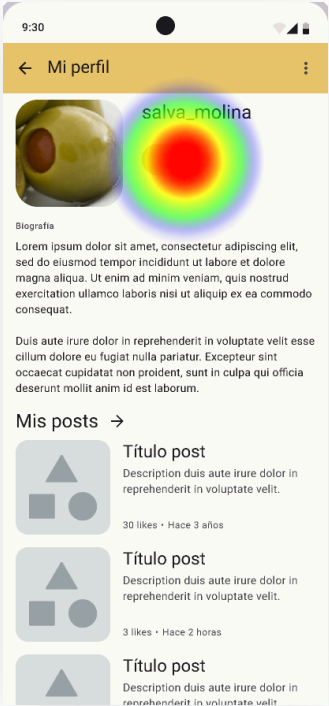 9:30
Mi perfil
salva_molina
Biografía
Lorem ipsum dolor sit amet, consectetur adipiscing elit,
sed do eiusmod tempor incididunt ut labore et dolore
magna aliqua. Ut enim ad minim veniam, quis nostrud
exercitation ullamco laboris nisi ut aliquip ex ea commodo
consequat.
Duis aute irure dolor in reprehenderit in voluptate velit esse
cillum dolore eu fugiat nulla pariatur. Excepteur sint
occaecat cupidatat non proident, sunt in culpa qui officia
deserunt mollit anim id est laborum.
Mis posts
Título post
Description duis aute irure dolor in
reprehenderit in voluptate velit.
30 likes • Hace 3 años
Título post
Description duis aute irure dolor in
reprehenderit in voluptate velit.
3 likes • Hace 2 horas
Título post
Description duis aute irure dolor in
reprehenderit in voluptate velit.